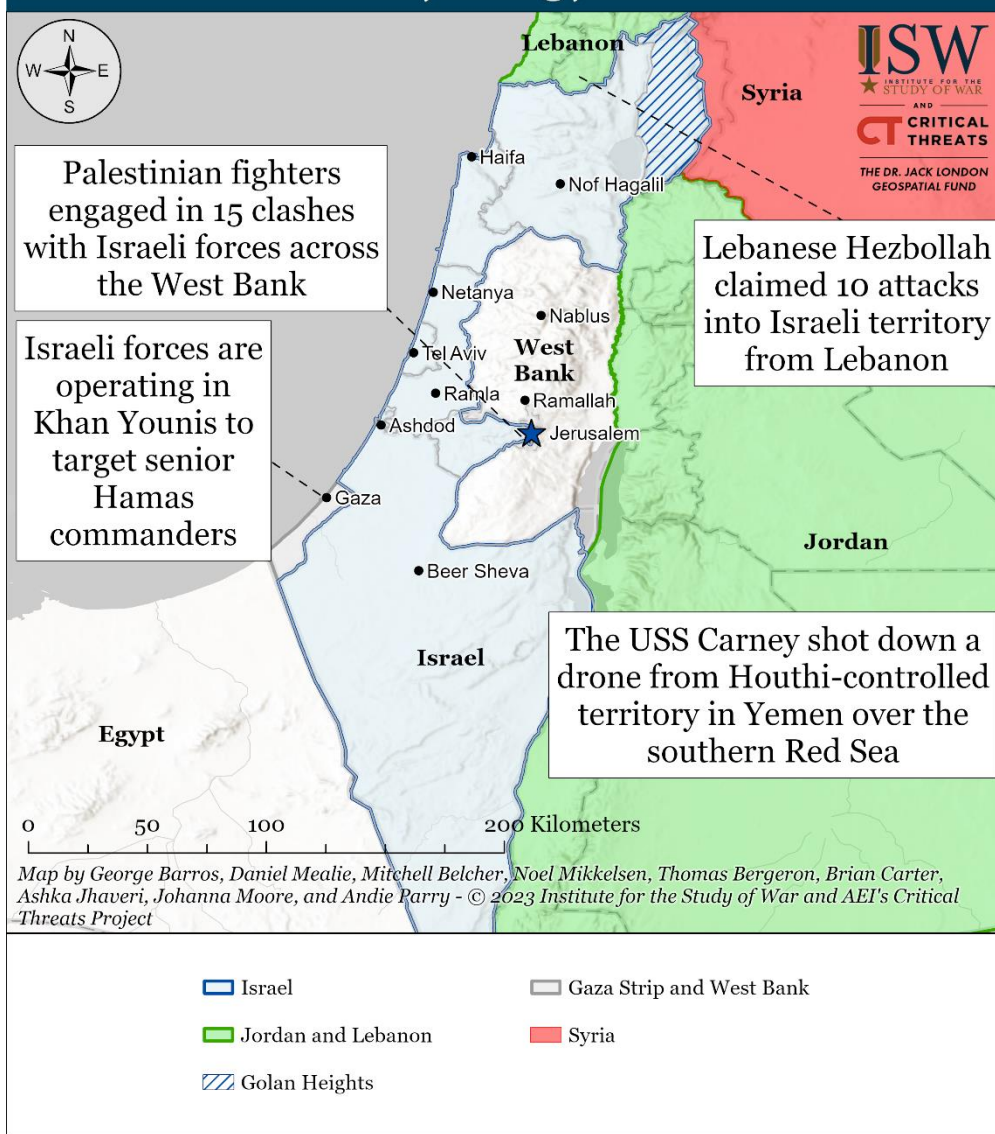 N
W
E
S
Lebanon
Syria
ISW
INSTITUTE FOR THE
STUDY OF WAR
AND
CT CRITICAL
THREATS
THE DR. JACK LONDON
GEOSPATIAL FUND
Haifa
Nof Hagalil
Palestinian fighters
engaged in 15 clashes
with Israeli forces across
the West Bank
Lebanese Hezbollah
claimed 10 attacks
into Israeli territory
from Lebanon
Netanya
Nablus
West
Bank
Tel Aviv
Ramla
Ramallah
Ashdod
Jerusalem
Israeli forces are
operating in
Khan Younis to
target senior
Hamas
commanders
Gaza
Jordan
Beer Sheva
Israel
The USS Carney shot down a
drone from Houthi-controlled
territory in Yemen over the
southern Red Sea
Egypt
0 50 100 200 Kilometers
Map by George Barros, Daniel Mealie, Mitchell Belcher, Noel Mikkelsen, Thomas Bergeron, Brian Carter,
Ashka Jhaveri, Johanna Moore, and Andie Parry - © 2023 Institute for the Study of War and AEI's Critical
Threats Project
Israel
Gaza Strip and West Bank
Jordan and Lebanon
Syria
Golan Heights